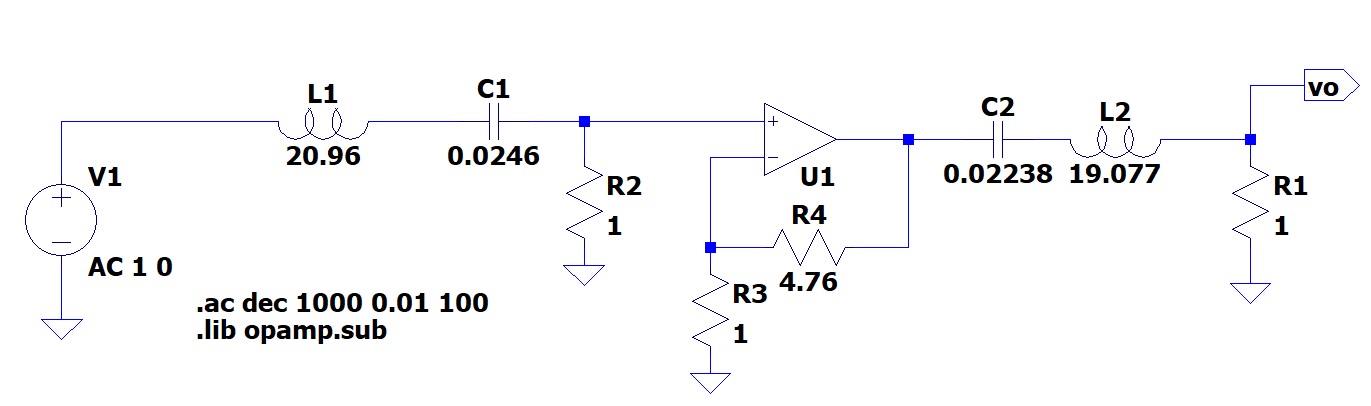 L1
20.96
C1
0.0246
V1
AC 1 0
R2
1
U1
R4
4.76
R3
1
C2
0.02238
L2
19.077
vo
R1
1
.ac dec 1000 0.01 100
.lib opamp.sub